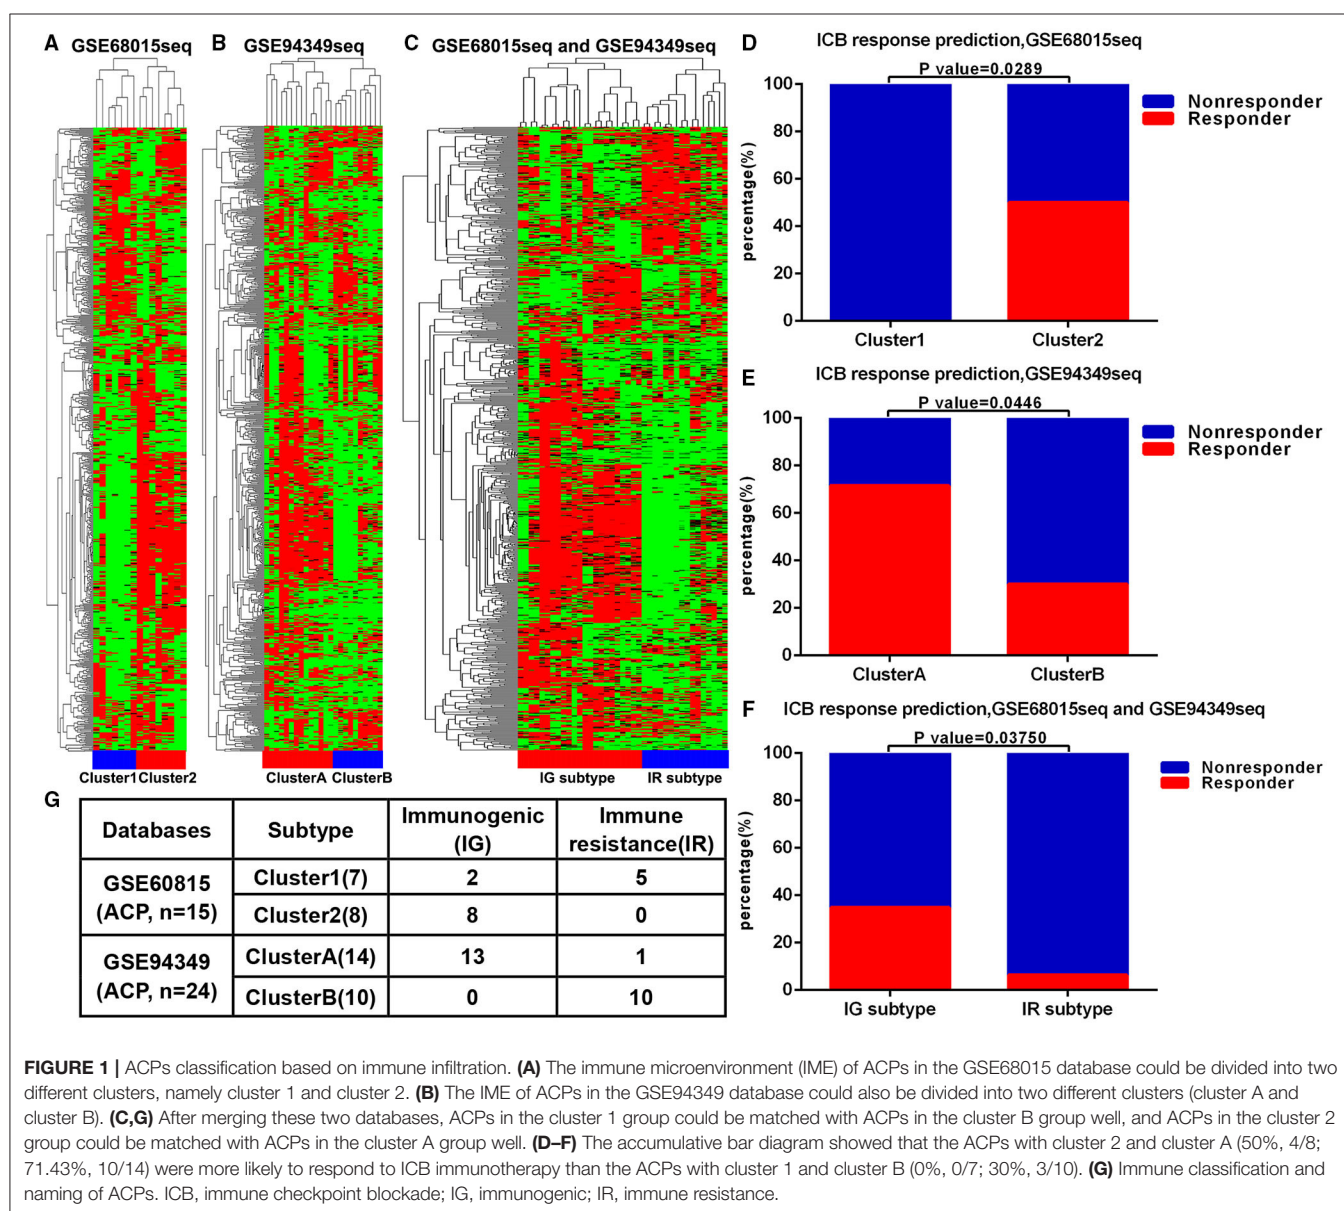 A GSE68015seq
B GSE94349seq
C GSE68015seq and GSE94349seq
Cluster1 Cluster2
ClusterA ClusterB
IG subtype IR subtype
D ICB response prediction,GSE68015seq
P value=0.0289
Nonresponder
Responder
percentage(%)
100
80
60
40
20
0
Cluster1 Cluster2
E ICB response prediction,GSE94349seq
P value=0.0446
Nonresponder
Responder
percentage(%)
100
80
60
40
20
0
ClusterA ClusterB
F ICB response prediction,GSE68015seq and GSE94349seq
P value=0.03750
Nonresponder
Responder
percentage(%)
100
80
60
40
20
0
IG subtype IR subtype
G
Databases Subtype Immunogenic (IG) Immune resistance(IR)
GSE60815 (ACP, n=15) Cluster1(7) 2 5
Cluster2(8) 8 0
GSE94349 (ACP, n=24) ClusterA(14) 13 1
ClusterB(10) 0 10
FIGURE 1 | ACPs classification based on immune infiltration. (A) The immune microenvironment (IME) of ACPs in the GSE68015 database could be divided into two
different clusters, namely cluster 1 and cluster 2. (B) The IME of ACPs in the GSE94349 database could also be divided into two different clusters (cluster A and
cluster B). (C,G) After merging these two databases, ACPs in the cluster 1 group could be matched with ACPs in the cluster B group well, and ACPs in the cluster 2
group could be matched with ACPs in the cluster A group well. (D–F) The accumulative bar diagram showed that the ACPs with cluster 2 and cluster A (50%, 4/8;
71.43%, 10/14) were more likely to respond to ICB immunotherapy than the ACPs with cluster 1 and cluster B (0%, 0/7; 30%, 3/10). (G) Immune classification and
naming of ACPs. ICB, immune checkpoint blockade; IG, immunogenic; IR, immune resistance.